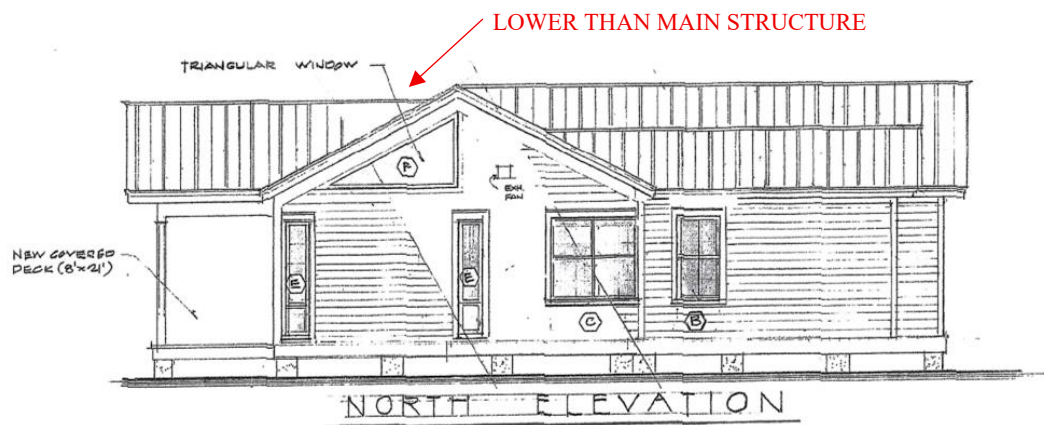 LOWER THAN MAIN STRUCTURE
TRIANGULAR WINDOW
EXH.
FAN
E
E
NEW COVERED
DECK (8'x21')
C
B
NORTH ELEVATION